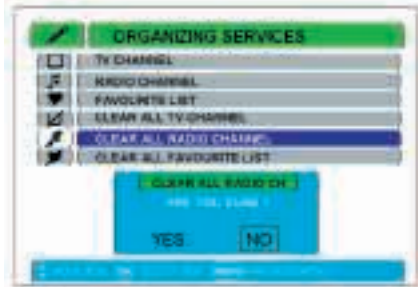 ORGANIZING SERVICES
TV CHANNEL
RADIO CHANNEL
FAVOURITE LIST
CLEAR ALL TV CHANNEL
CLEAR ALL RADIO CHANNEL
CLEAR ALL FAVOURITE LIST
CLEAR ALL RADIO CH
ARE YOU SURE ?
YES NO